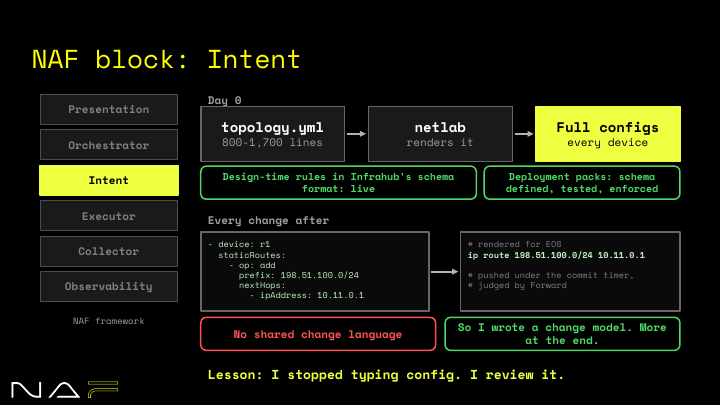 NAF block: Intent
Presentation
Orchestrator
Intent
Executor
Collector
Observability
NAF framework
Day 0
topology.yml
800-1,700 lines
netlab
renders it
Full configs
every device
Design-time rules in Infrahub's schema
format: live
Deployment packs: schema
defined, tested, enforced
Every change after
- device: r1
  staticRoutes:
    - op: add
      prefix: 198.51.100.0/24
      nextHops:
        - ipAddress: 10.11.0.1
# rendered for EOS
ip route 198.51.100.0/24 10.11.0.1
# pushed under the commit timer,
# judged by Forward
No shared change language
So I wrote a change model. More
at the end.
Lesson: I stopped typing config. I review it.
NAF